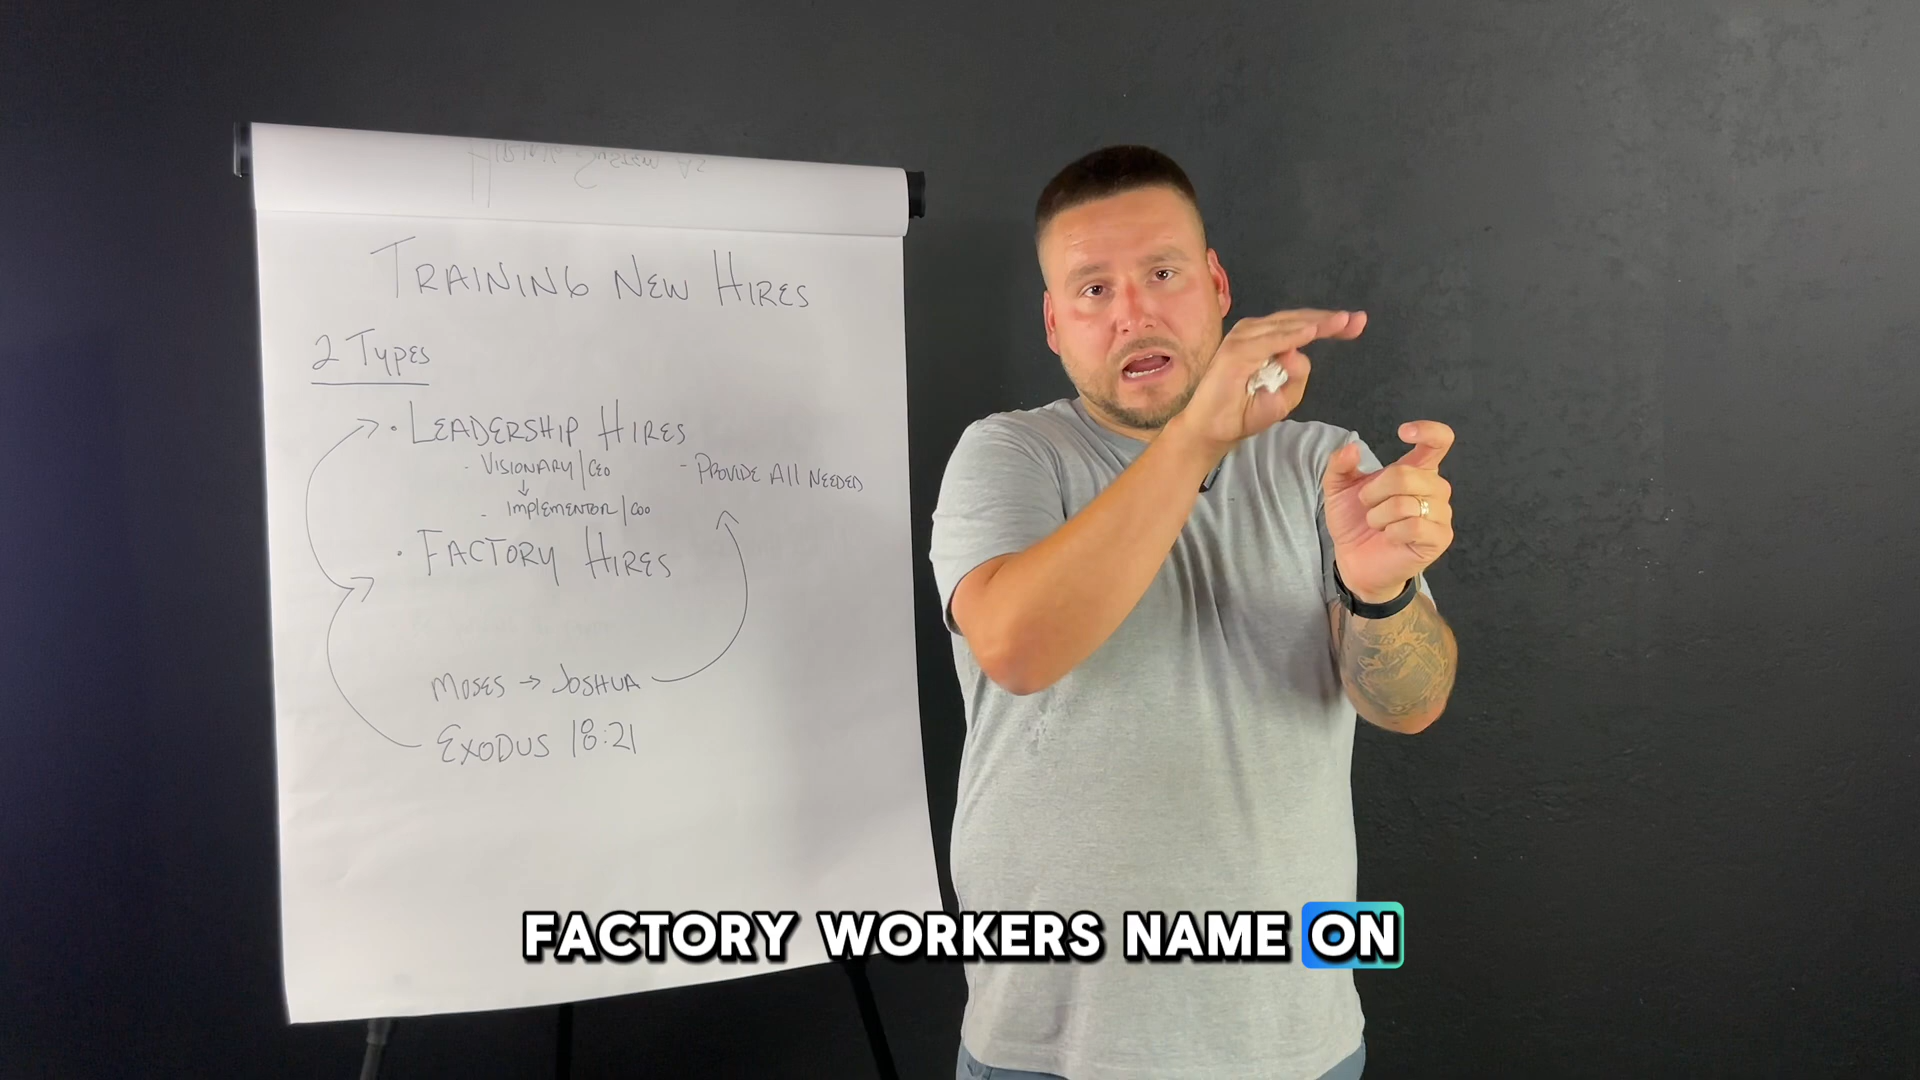 TRAINING NEW HIRES
2 TYPES
• LEADERSHIP HIRES
- VISIONARY/CEO
- PROVIDE ALL NEEDED
↓
- IMPLEMENTOR/COO
• FACTORY HIRES
MOSES → JOSHUA
EXODUS 18:21
FACTORY WORKERS NAME ON